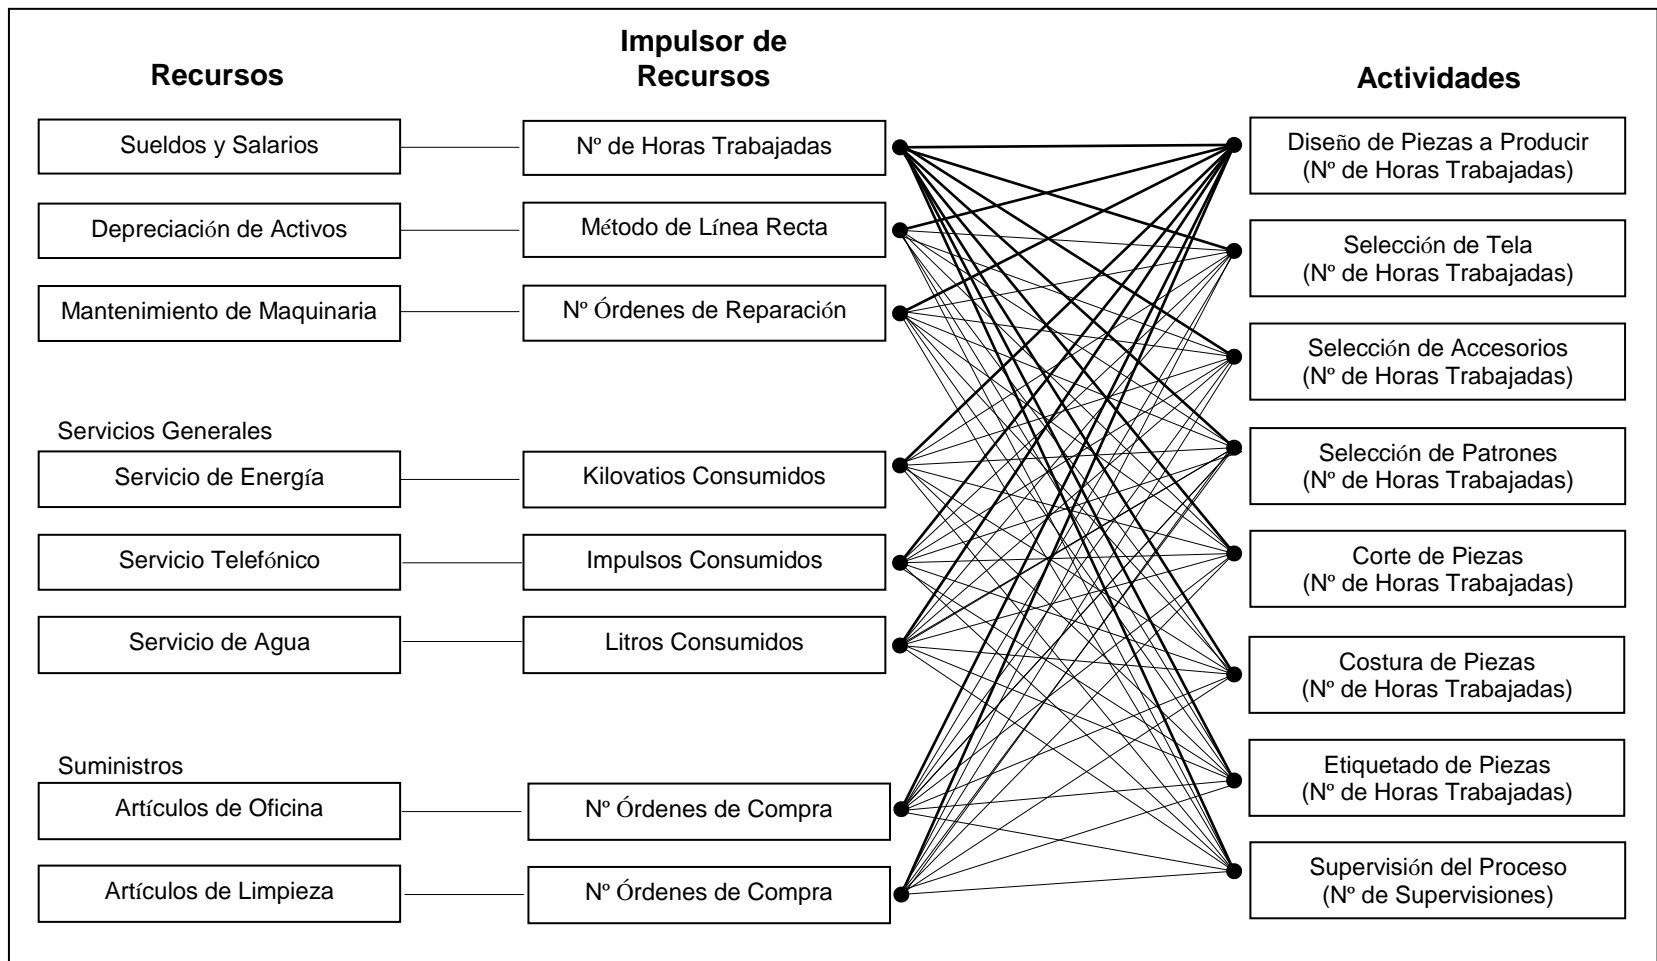 Recursos
Impulsor de
Recursos
Actividades
Sueldos y Salarios
Nº de Horas Trabajadas
Diseño de Piezas a Producir
(Nº de Horas Trabajadas)
Depreciación de Activos
Método de Línea Recta
Selección de Tela
(Nº de Horas Trabajadas)
Mantenimiento de Maquinaria
Nº Órdenes de Reparación
Selección de Accesorios
(Nº de Horas Trabajadas)
Servicios Generales
Servicio de Energía
Kilovatios Consumidos
Selección de Patrones
(Nº de Horas Trabajadas)
Servicio Telefónico
Impulsos Consumidos
Corte de Piezas
(Nº de Horas Trabajadas)
Servicio de Agua
Litros Consumidos
Costura de Piezas
(Nº de Horas Trabajadas)
Suministros
Artículos de Oficina
Nº Órdenes de Compra
Etiquetado de Piezas
(Nº de Horas Trabajadas)
Artículos de Limpieza
Nº Órdenes de Compra
Supervisión del Proceso
(Nº de Supervisiones)